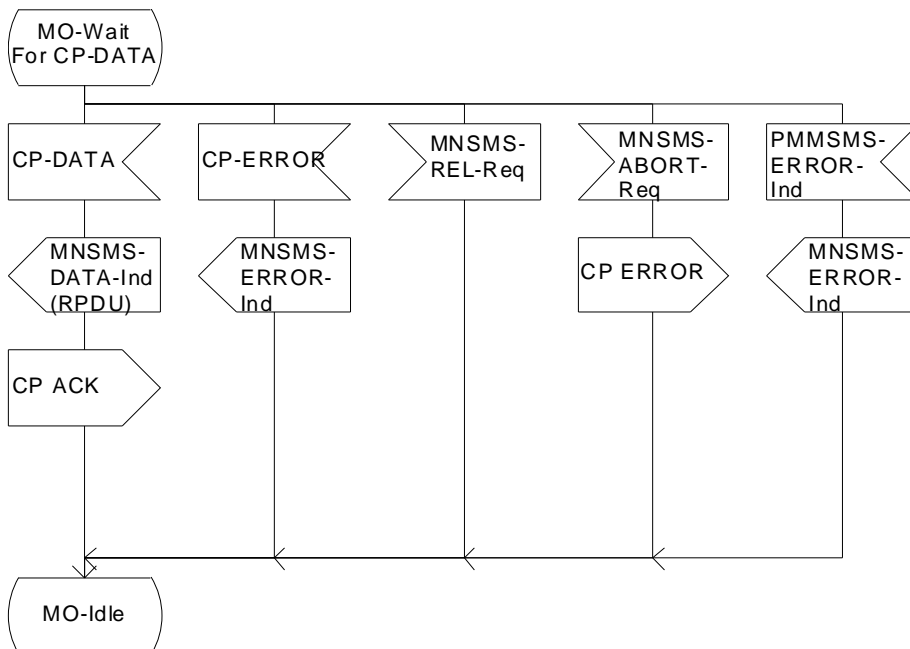 MO-Wait
For CP-DATA
CP-DATA
CP-ERROR
MNSMS-
REL-Req
MNSMS-
ABORT-
Req
PMMSMS-
ERROR-
Ind
MNSMS-
DATA-Ind
(RPDU)
MNSMS-
ERROR-
Ind
CP ERROR
MNSMS-
ERROR-
Ind
CP ACK
MO-Idle